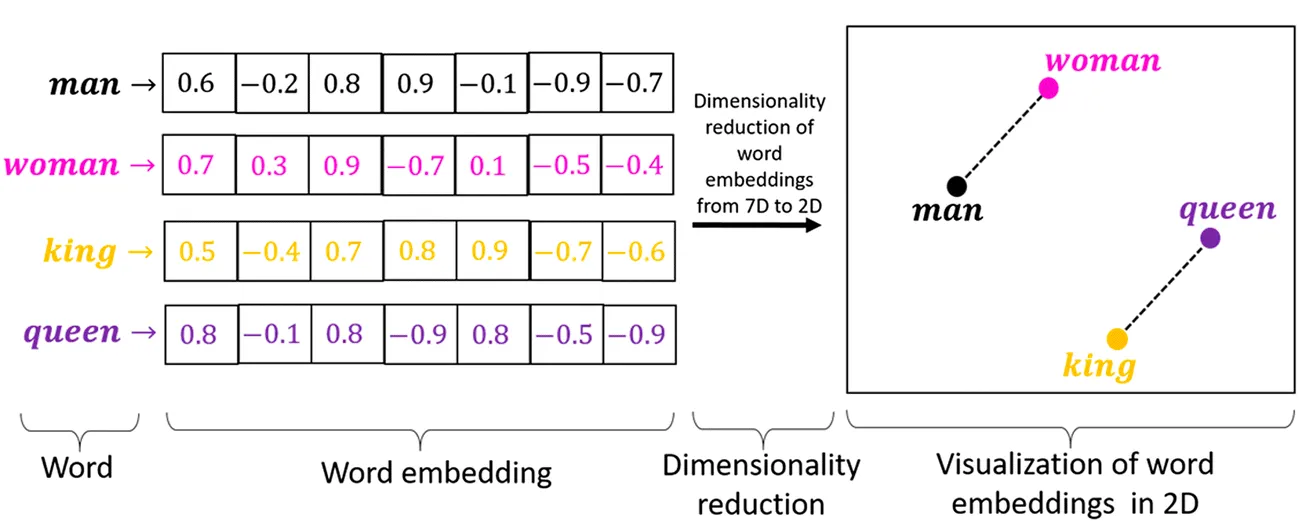 man → 0.6 −0.2 0.8 0.9 −0.1 −0.9 −0.7
woman → 0.7 0.3 0.9 −0.7 0.1 −0.5 −0.4
king → 0.5 −0.4 0.7 0.8 0.9 −0.7 −0.6
queen → 0.8 −0.1 0.8 −0.9 0.8 −0.5 −0.9
Dimensionality
reduction of
word
embeddings
from 7D to 2D
woman
man
queen
king
Word
Word embedding
Dimensionality
reduction
Visualization of word
embeddings in 2D